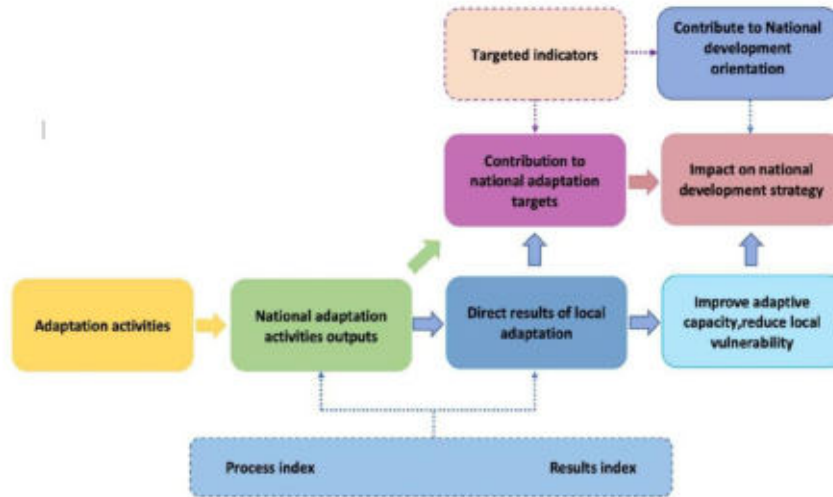 Targeted indicators
Contribute to National
development
orientation
Contribution to
national adaptation
targets
Impact on national
development strategy
Adaptation activities
National adaptation
activities outputs
Direct results of local
adaptation
Improve adaptive
capacity,reduce local
vulnerability
Process index
Results index